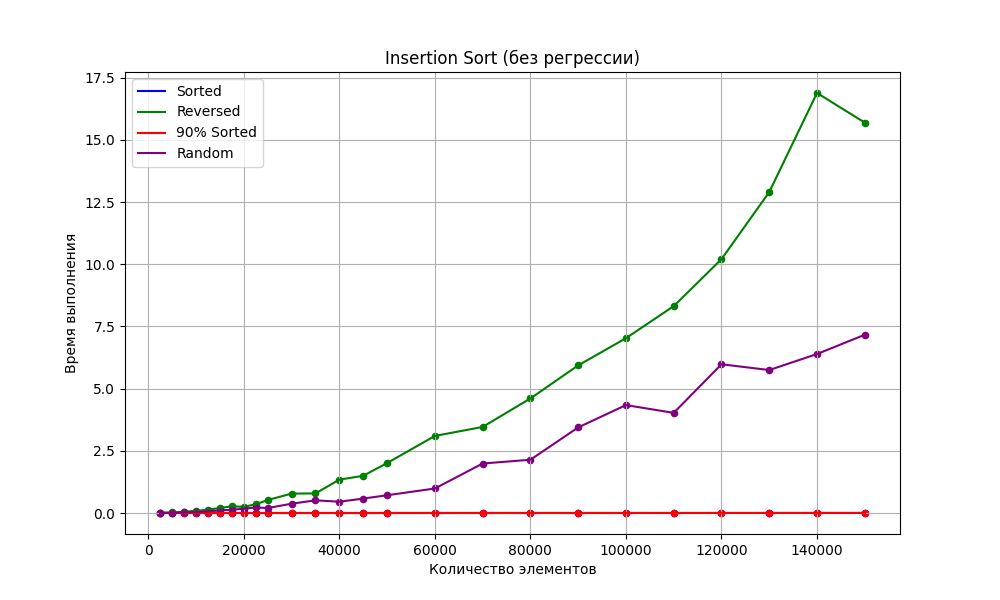 Insertion Sort (без регрессии)
Sorted
Reversed
90% Sorted
Random
17.5
15.0
12.5
10.0
7.5
5.0
2.5
0.0
Время выполнения
0 20000 40000 60000 80000 100000 120000 140000
Количество элементов